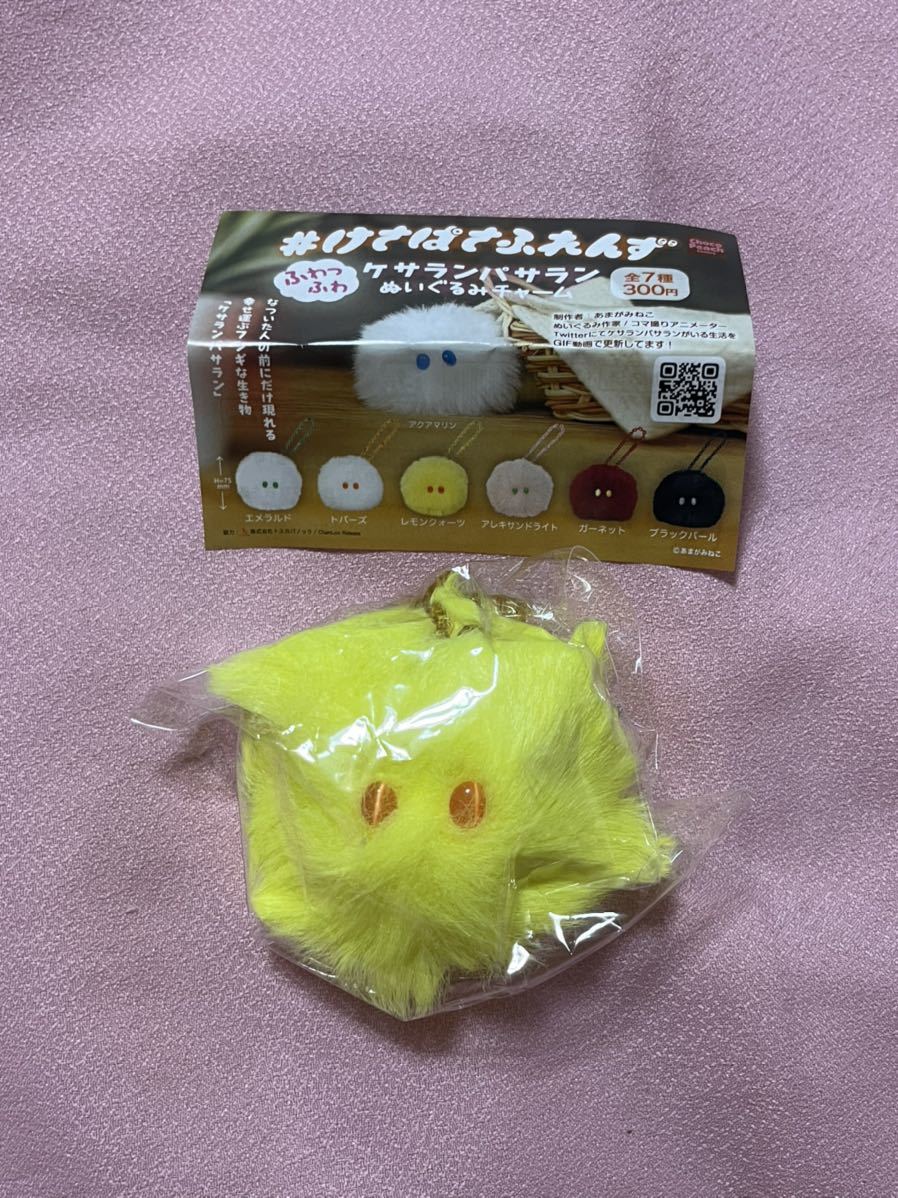 #けさぱさふれんず
Choco
Peach
ふわっ
ふわ
ケサランパサラン
ぬいぐるみチャーム
全7種
300円
制作者 あまがみねこ
ぬいぐるみ作家/コマ撮りアニメーター
Twitterにてケサランパサランがいる生活を
GIF動画で更新してます!
なついた人の前にだけ現れる
幸せ運ぶフシギな生き物
「ケサランパサラン」
アクアマリン
H=75
mm
エメラルド
トパーズ
レモンクォーツ
アレキサンドライト
ガーネット
ブラックパール
協力
©あまがみねこ